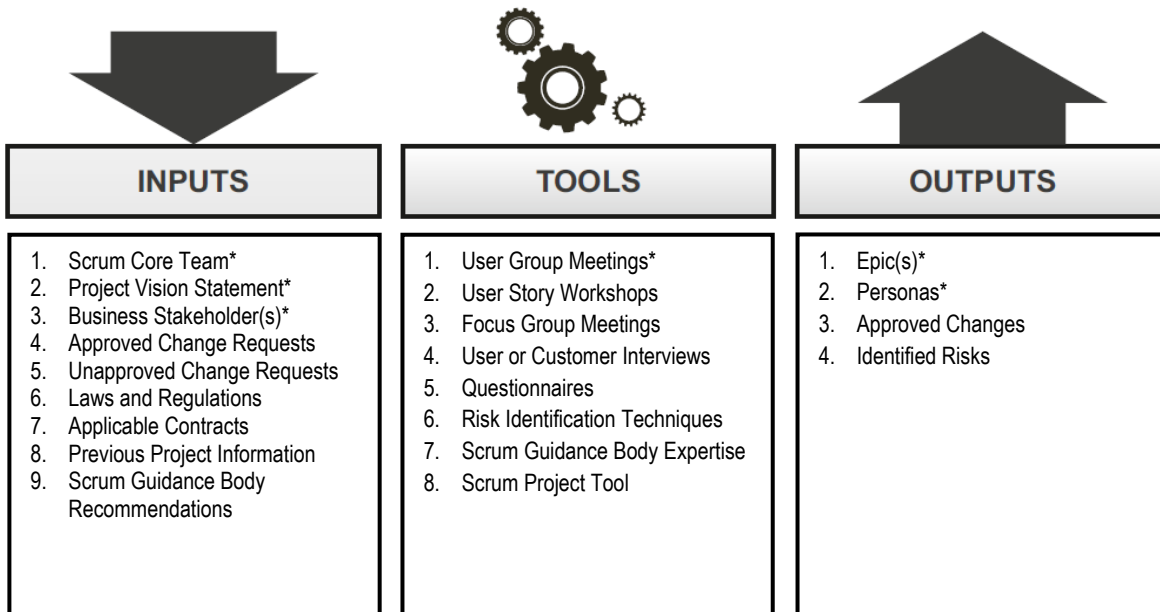 INPUTS
1. Scrum Core Team*
2. Project Vision Statement*
3. Business Stakeholder(s)*
4. Approved Change Requests
5. Unapproved Change Requests
6. Laws and Regulations
7. Applicable Contracts
8. Previous Project Information
9. Scrum Guidance Body
Recommendations
TOOLS
1. User Group Meetings*
2. User Story Workshops
3. Focus Group Meetings
4. User or Customer Interviews
5. Questionnaires
6. Risk Identification Techniques
7. Scrum Guidance Body Expertise
8. Scrum Project Tool
OUTPUTS
1. Epic(s)*
2. Personas*
3. Approved Changes
4. Identified Risks